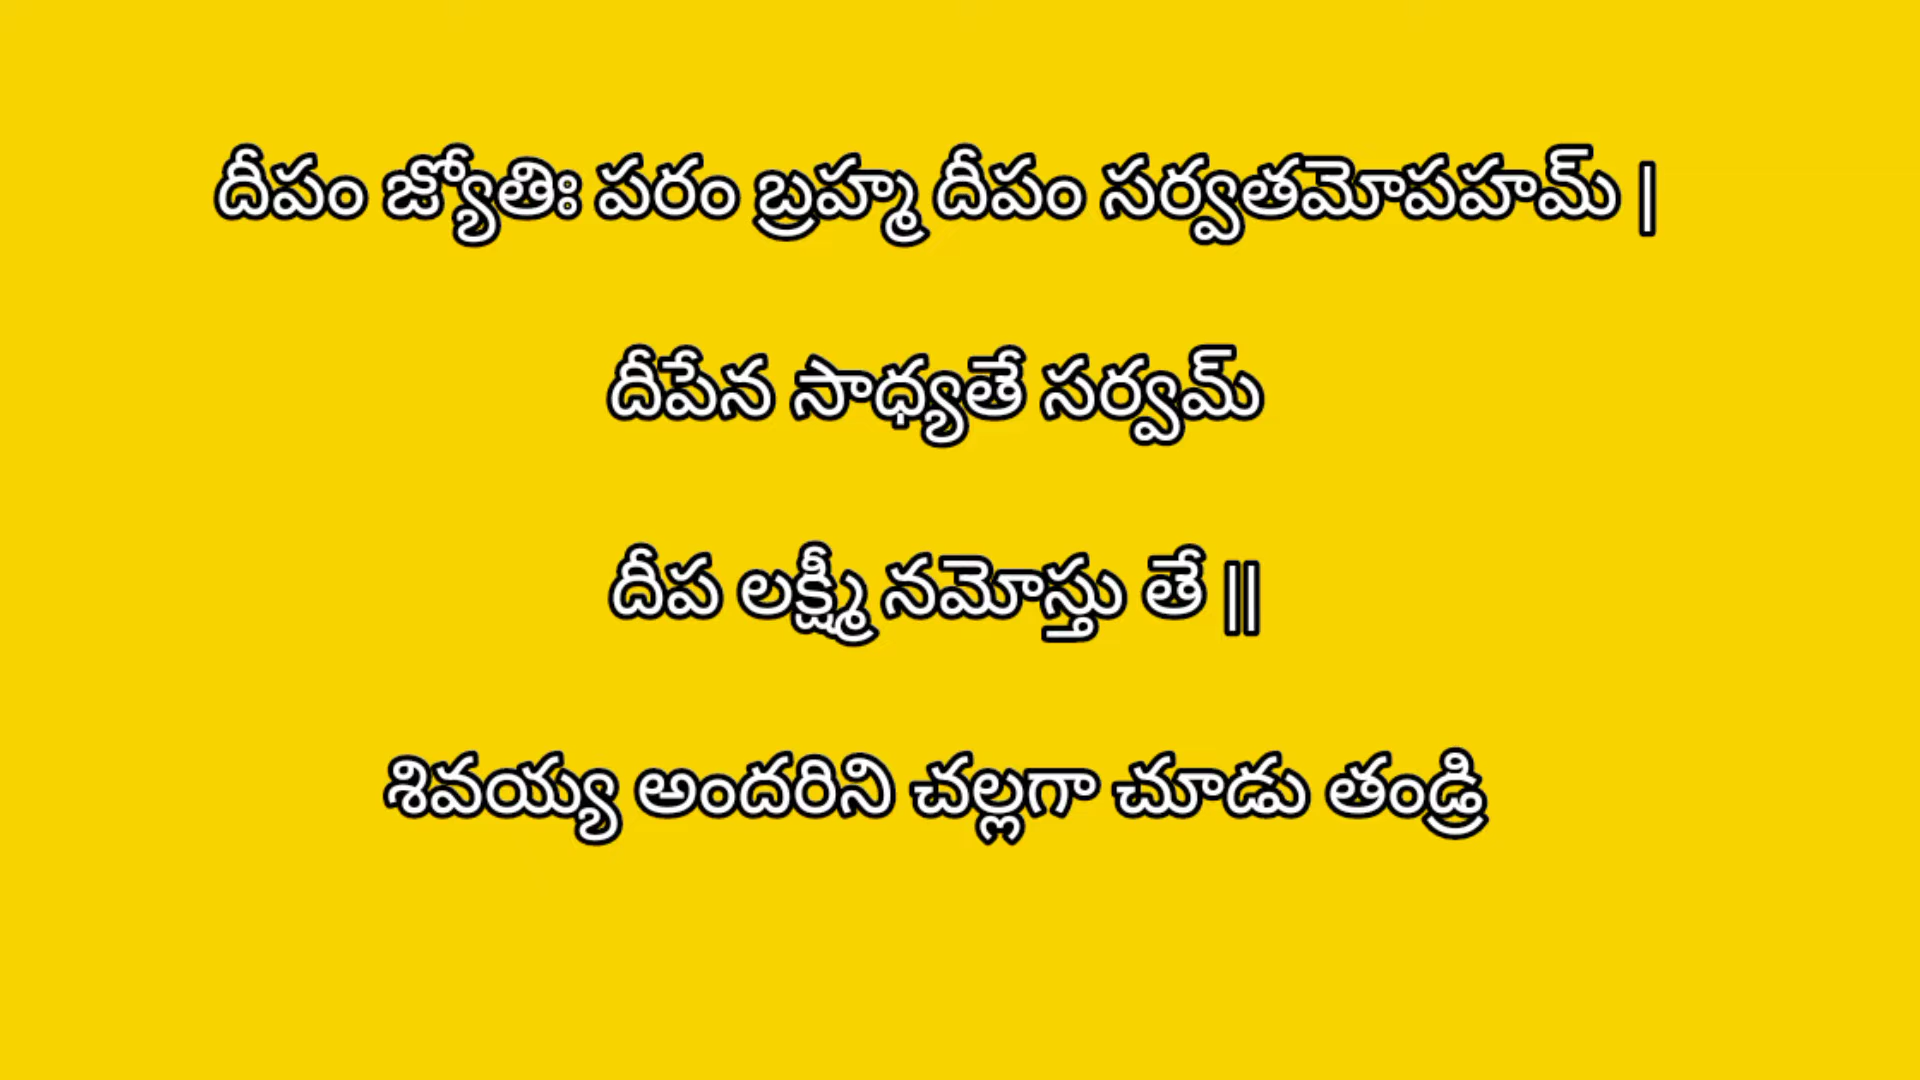 దీపం జ్యోతిః పరం బ్రహ్మ దీపం సర్వతమోపహమ్ |
దీపేన సాధ్యతే సర్వమ్
దీప లక్ష్మీ నమోస్తు తే ||
శివయ్య అందరిని చల్లగా చూడు తండ్రి